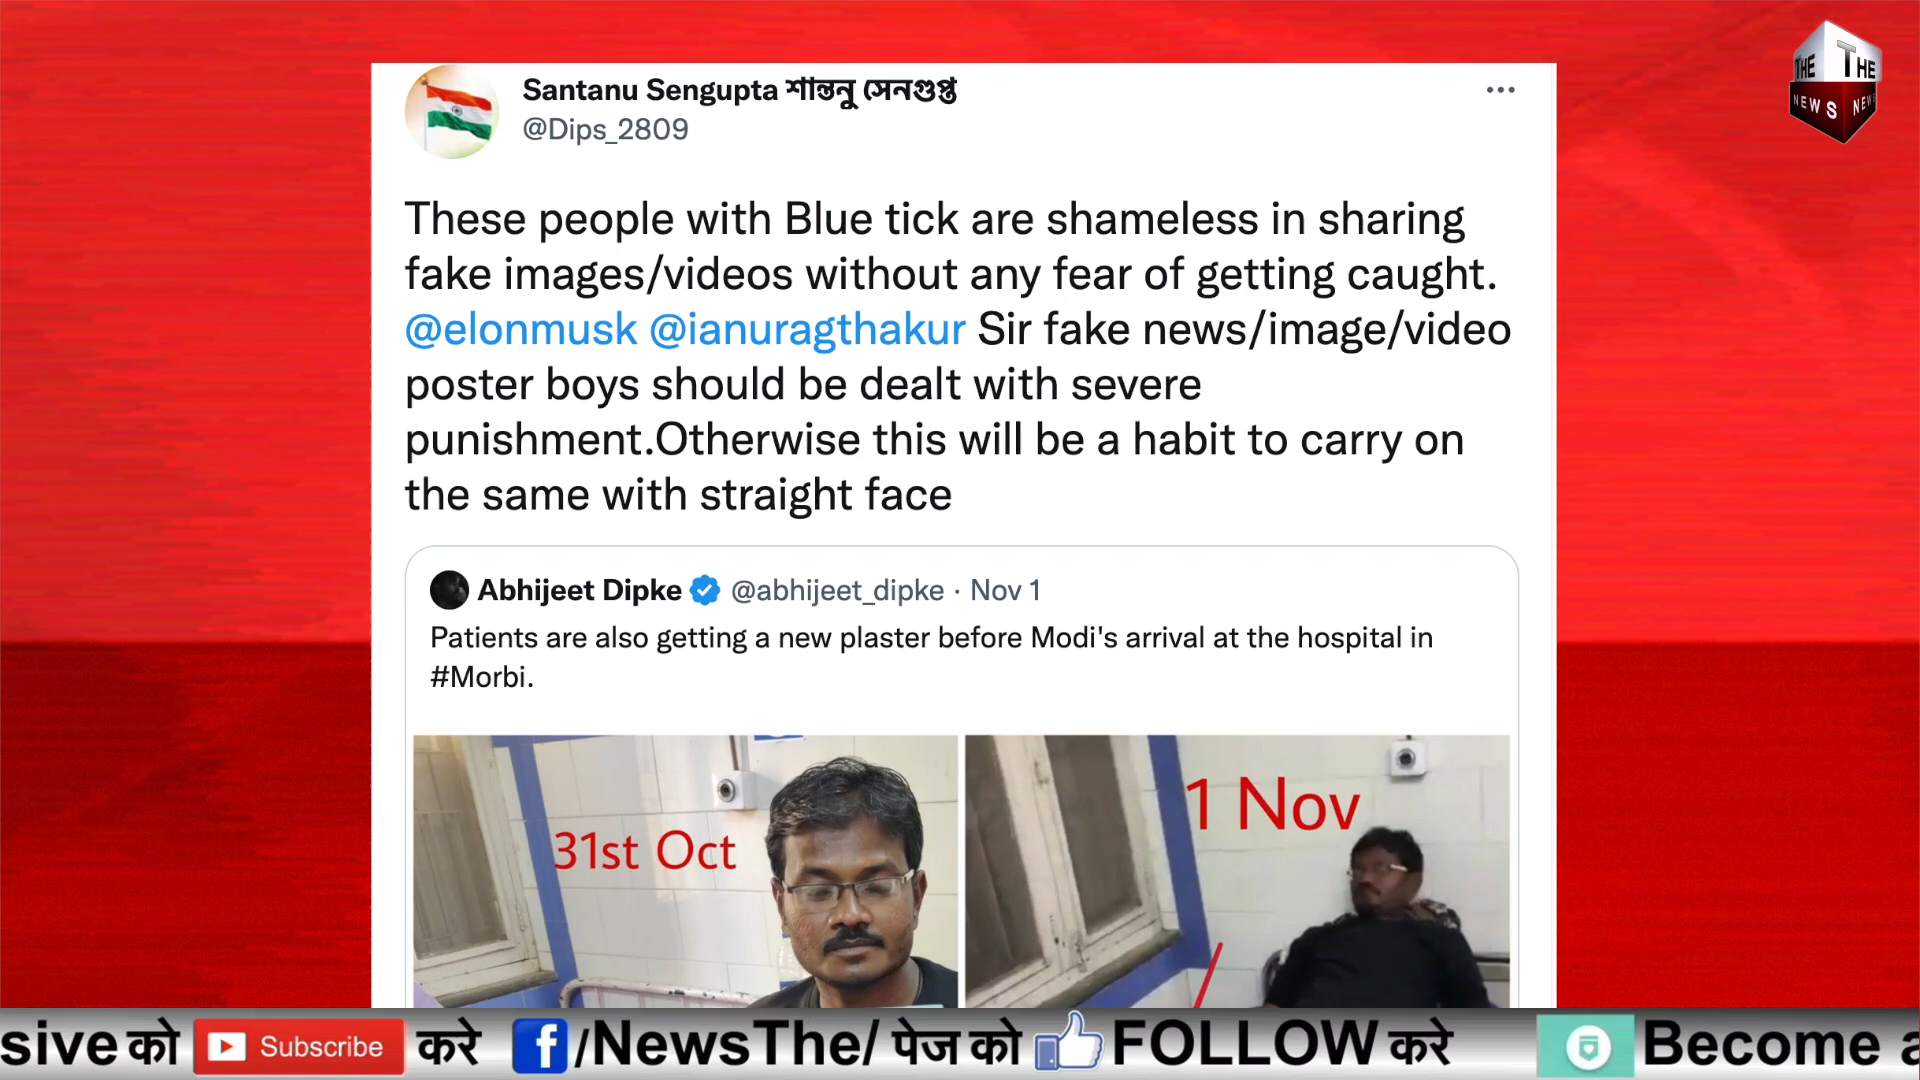 Santanu Sengupta শান্তনু সেনগুপ্ত
@Dips_2809
THE THE
NEWS NEWS
These people with Blue tick are shameless in sharing
fake images/videos without any fear of getting caught.
@elonmusk @ianuragthakur Sir fake news/image/video
poster boys should be dealt with severe
punishment.Otherwise this will be a habit to carry on
the same with straight face
Abhijeet Dipke @abhijeet_dipke · Nov 1
Patients are also getting a new plaster before Modi's arrival at the hospital in
#Morbi.
31st Oct
1 Nov
sive को Subscribe करे f/NewsThe/ पेज को FOLLOW करे Become a